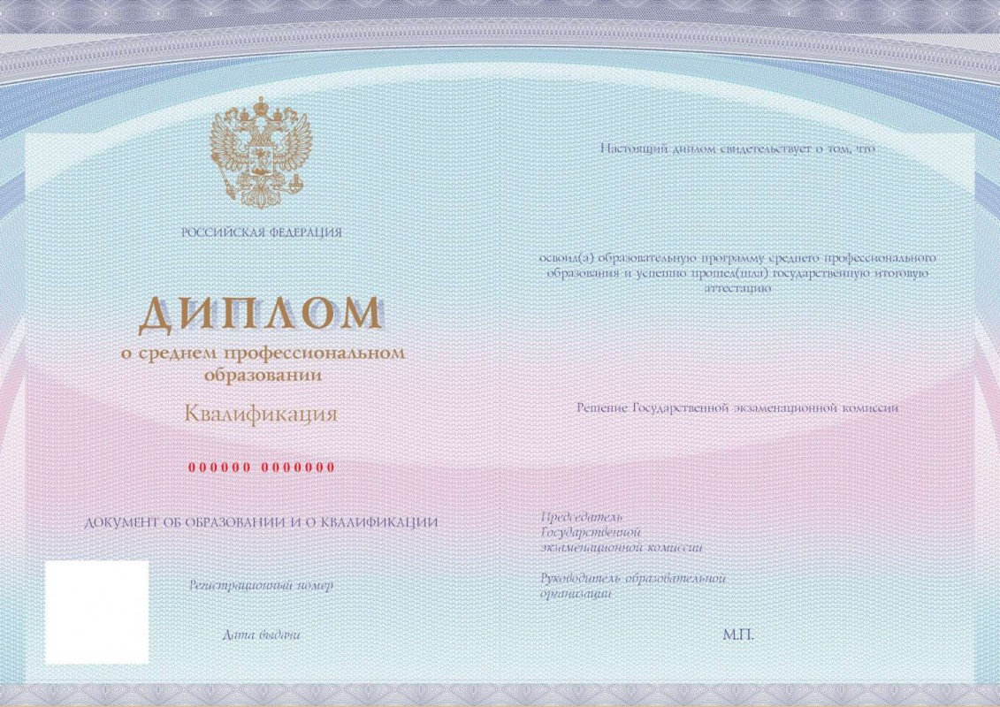 РОССИЙСКАЯ ФЕДЕРАЦИЯ
ДИПЛОМ
о среднем профессиональном
образовании
Квалификация
000000 0000000
ДОКУМЕНТ ОБ ОБРАЗОВАНИИ И О КВАЛИФИКАЦИИ
Регистрационный номер
Дата выдачи
Настоящий диплом свидетельствует о том, что
освоил(а) образовательную программу среднего профессионального
образования и успешно прошел(шла) государственную итоговую
аттестацию
Решение Государственной экзаменационной комиссии
Председатель
Государственной
экзаменационной комиссии
Руководитель образовательной
организации
М.П.